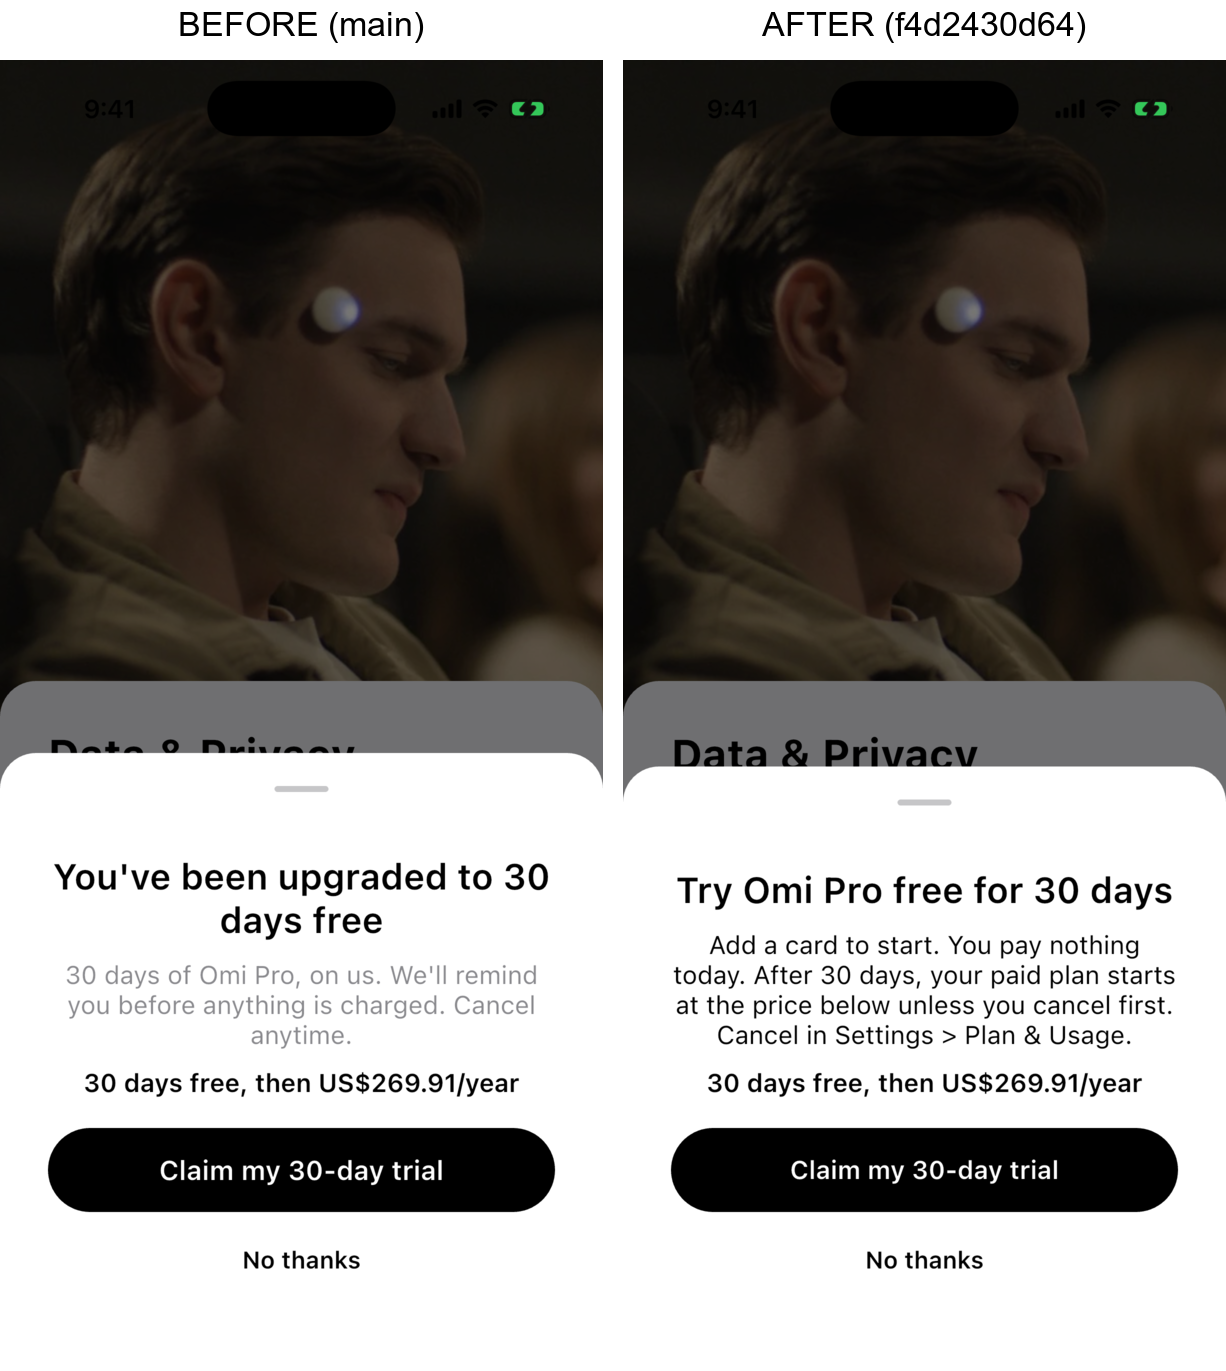 BEFORE (main)
9:41
Data & Privacy
You've been upgraded to 30
days free
30 days of Omi Pro, on us. We'll remind
you before anything is charged. Cancel
anytime.
30 days free, then US$269.91/year
Claim my 30-day trial
No thanks
AFTER (f4d2430d64)
9:41
Data & Privacy
Try Omi Pro free for 30 days
Add a card to start. You pay nothing
today. After 30 days, your paid plan starts
at the price below unless you cancel first.
Cancel in Settings > Plan & Usage.
30 days free, then US$269.91/year
Claim my 30-day trial
No thanks